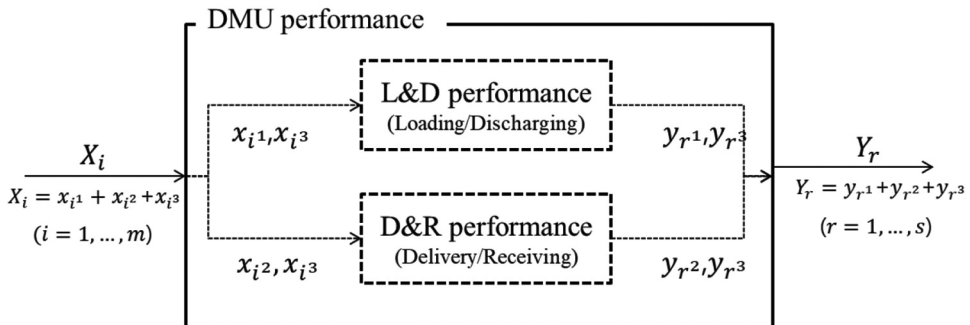 DMU performance
L&D performance
(Loading/Discharging)
x_{i^1},x_{i^3}
y_{r^1},y_{r^3}
X_i
Y_r
X_i = x_{i^1} + x_{i^2}+x_{i^3}
(i = 1, ..., m)
Y_r = y_{r^1}+y_{r^2}+y_{r^3}
(r = 1, ..., s)
D&R performance
(Delivery/Receiving)
x_{i^2},x_{i^3}
y_{r^2},y_{r^3}